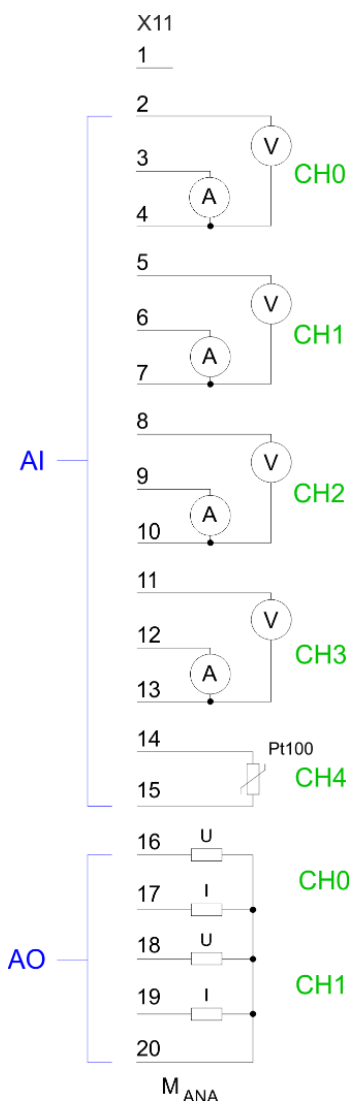 X11
1
2
V
3
A
CH0
4
5
V
6
CH1
A
7
8
V
AI
9
CH2
A
10
11
V
12
CH3
A
13
14
Pt100
CH4
15
16 U
CH0
17 I
18 U
AO
CH1
19 I
20
M ANA